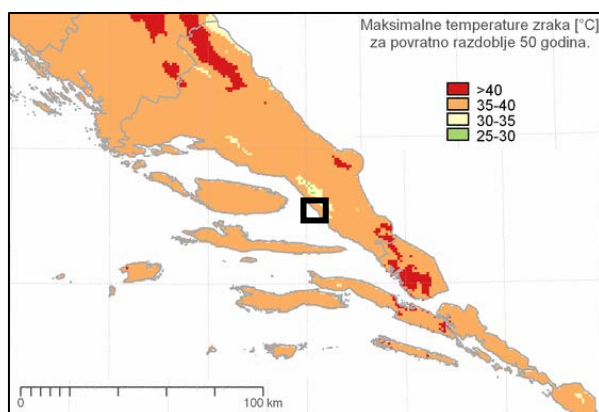 Maksimalne temperature zraka [°C]
za povratno razdoblje 50 godina.
>40
35-40
30-35
25-30
0
100 km